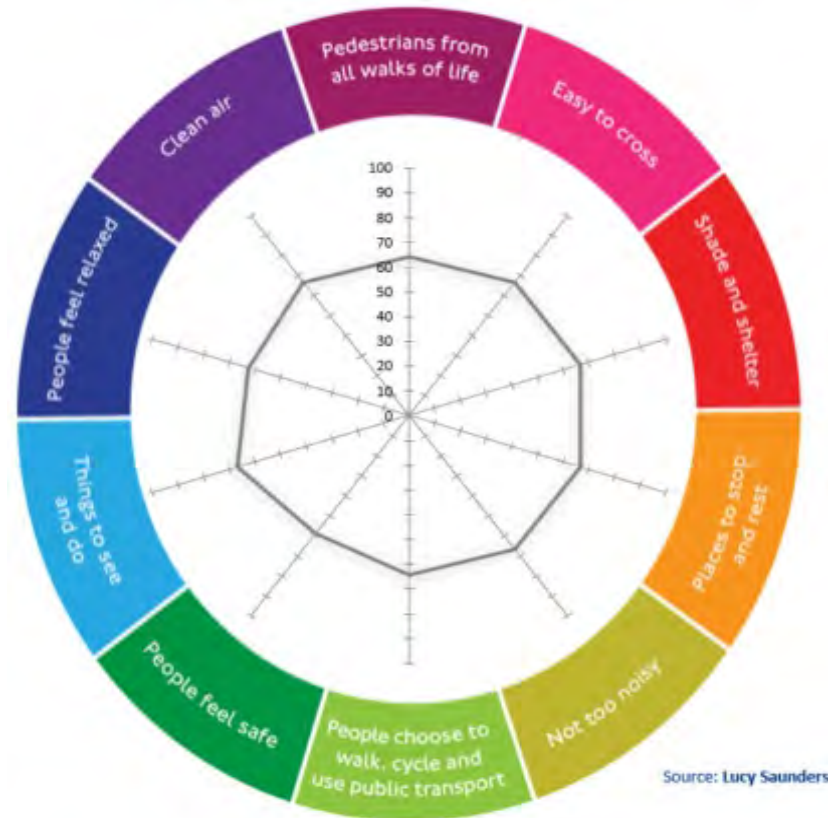 Pedestrians from
all walks of life
Easy to cross
Shade and shelter
Places to stop
and rest
Not too noisy
People choose to
walk, cycle and
use public transport
People feel safe
Things to see
and do
People feel relaxed
Clean air
100
90
80
70
60
50
40
30
20
10
0
Source: Lucy Saunders